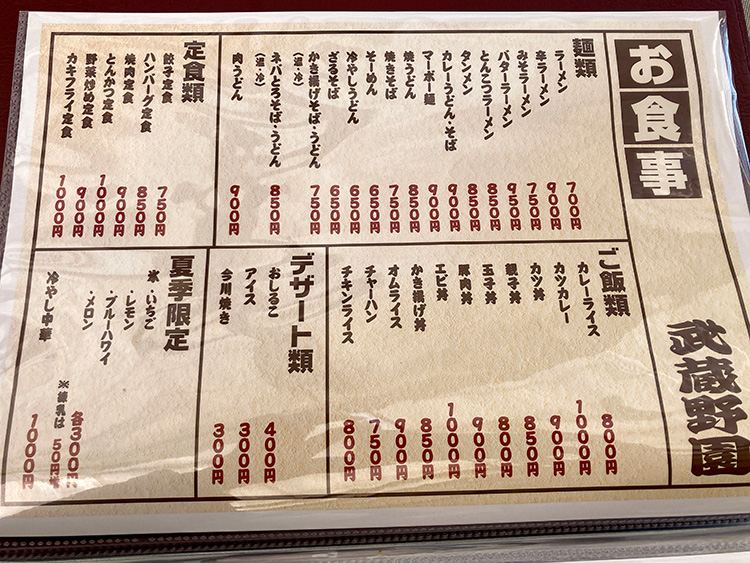 お食事
武蔵野園
麺類
ラーメン 700円
辛ラーメン 900円
みそラーメン 750円
バターラーメン 950円
とんこつラーメン 850円
タンメン 850円
カレーうどん・そば 900円
マーボー麺 900円
焼うどん 850円
焼きそば 750円
そーめん 650円
冷やしうどん 650円
ざるそば 650円
かき揚げそば・うどん 750円
(温・冷)
ネバとろそば・うどん 850円
(温・冷)
肉うどん 900円
定食類
餃子定食 750円
ハンバーグ定食 850円
焼肉定食 900円
とんかつ定食 1000円
野菜炒め定食 900円
カキフライ定食 1000円
ご飯類
カレーライス 800円
カツカレー 1000円
カツ丼 900円
親子丼 850円
玉子丼 800円
豚肉丼 900円
エビ丼 1000円
かき揚げ丼 850円
オムライス 900円
チャーハン 750円
チキンライス 800円
デザート類
おしるこ 400円
アイス 300円
今川焼き 300円
夏季限定
氷・いちご
・レモン
・ブルーハワイ
・メロン
各300円
※練乳は50円増
冷やし中華 1000円